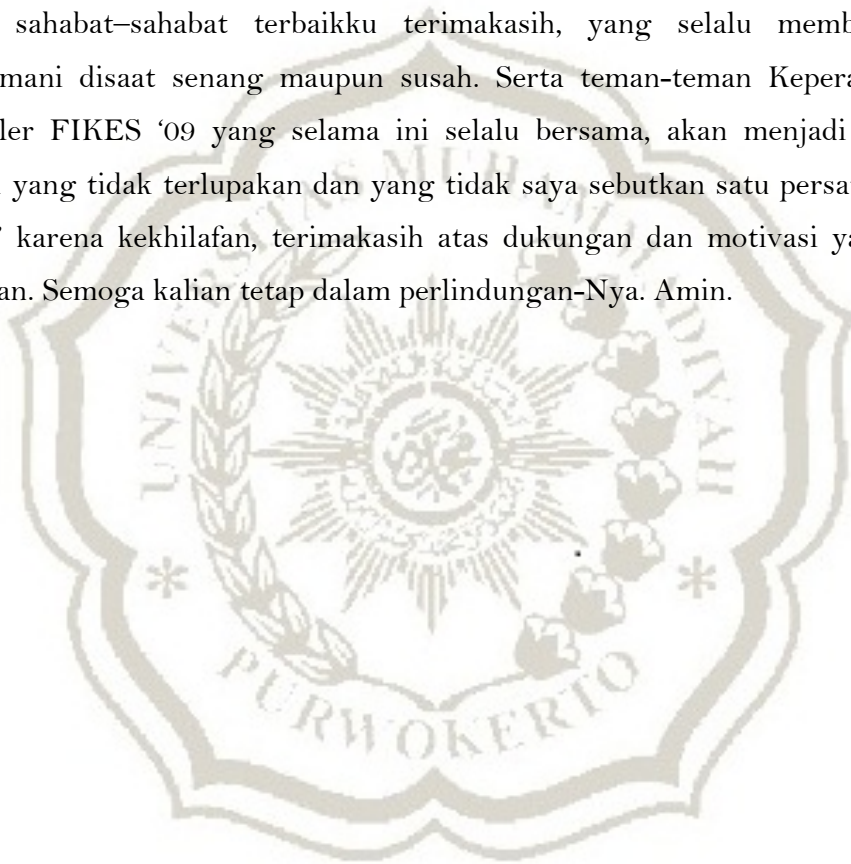 sahabat–sahabat terbaikku terimakasih, yang selalu memb
mani disaat senang maupun susah. Serta teman-teman Kepera
ler FIKES ‘09 yang selama ini selalu bersama, akan menjadi
yang tidak terlupakan dan yang tidak saya sebutkan satu persa
’ karena kekhilafan, terimakasih atas dukungan dan motivasi ya
an. Semoga kalian tetap dalam perlindungan-Nya. Amin.
UNIVERSITAS MUHAMMADIYAH
PURWOKERTO